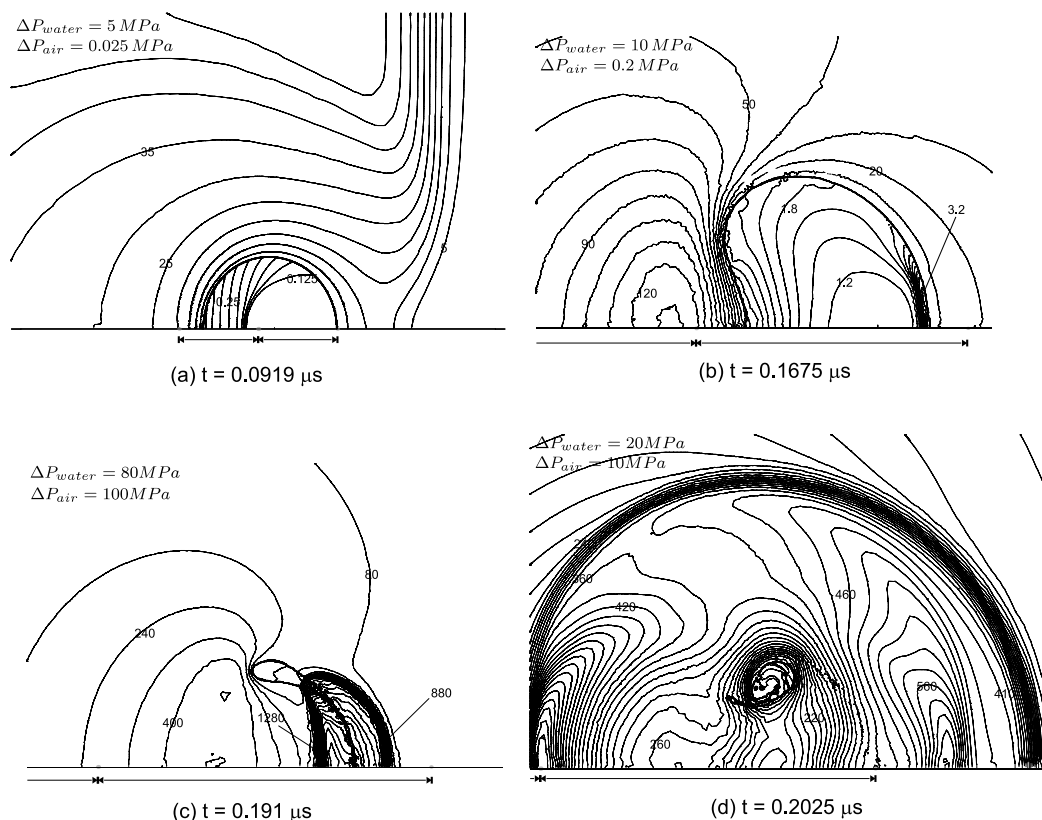 ΔP_water = 5 MPa
ΔP_air = 0.025 MPa
35
25
0.25
0.125
5
(a) t = 0.0919 μs
ΔP_water = 10 MPa
ΔP_air = 0.2 MPa
50
20
1.8
3.2
90
1.2
120
(b) t = 0.1675 μs
ΔP_water = 80MPa
ΔP_air = 100MPa
80
240
880
400
1280
(c) t = 0.191 μs
ΔP_water = 20MPa
ΔP_air = 10MPa
460
420
560
41
220
260
(d) t = 0.2025 μs